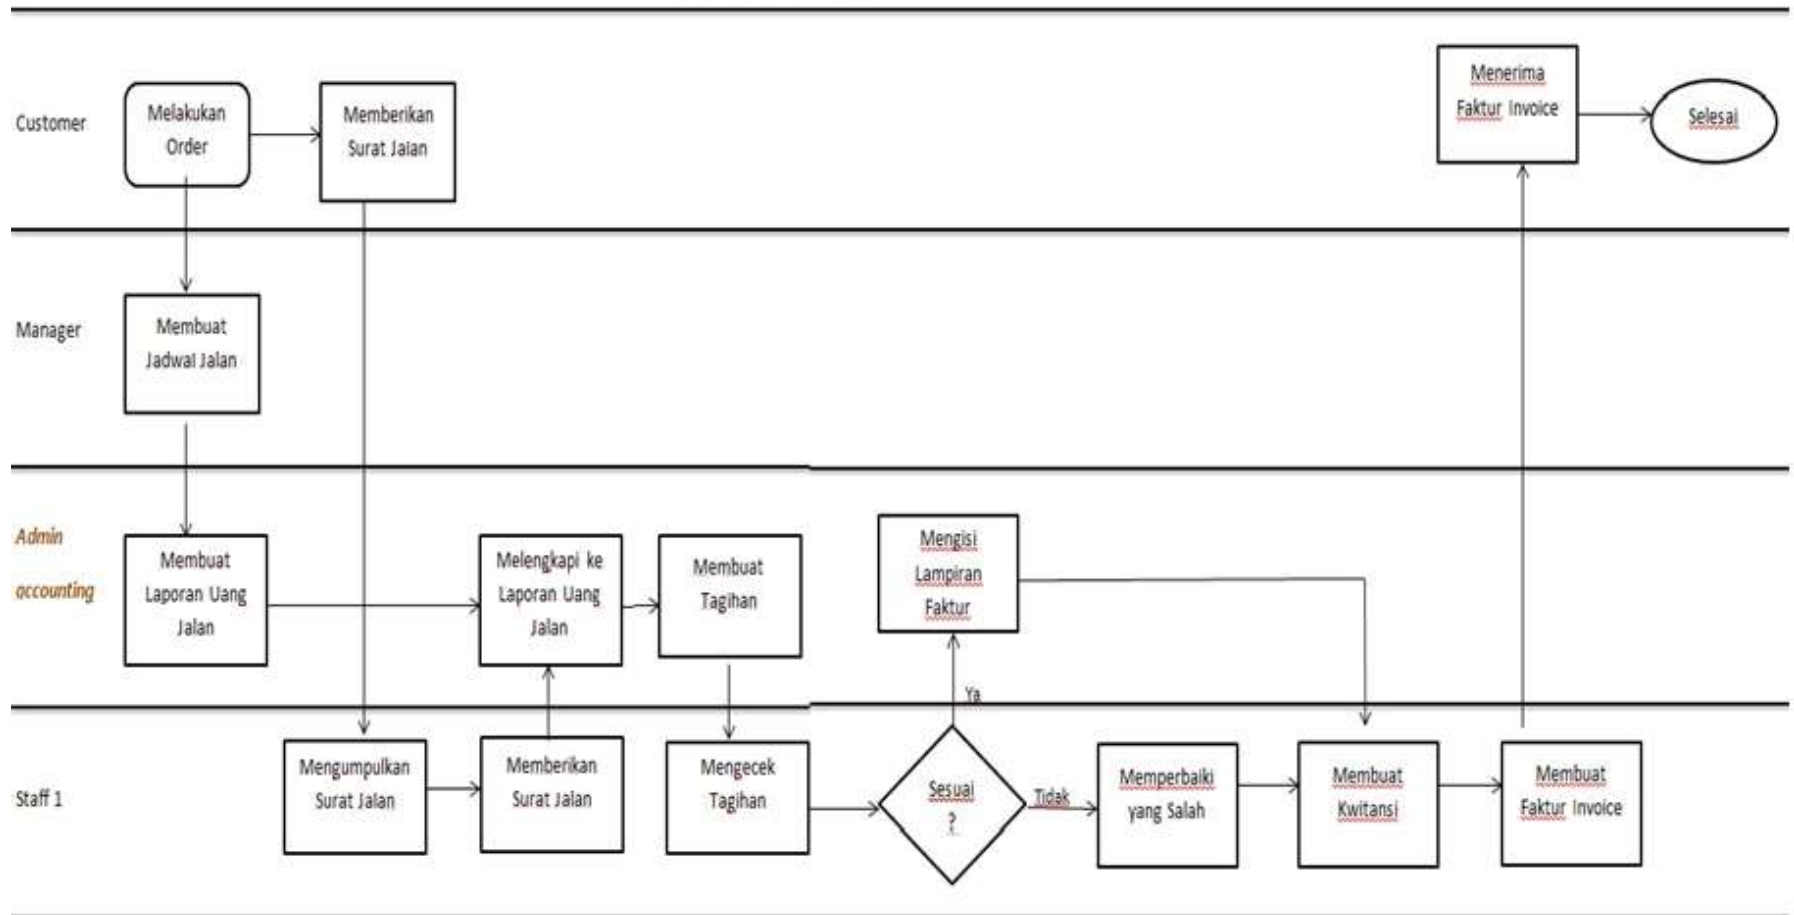 Customer
Melakukan
Order
Memberikan
Surat Jalan
Menerima
Faktur Invoice
Selesai
Manager
Membuat
Jadwal Jalan
Admin
accounting
Membuat
Laporan Uang
Jalan
Melengkapi ke
Laporan Uang
Jalan
Membuat
Tagihan
Mengisi
Lampiran
Faktur
Ya
Staff 1
Mengumpulkan
Surat Jalan
Memberikan
Surat Jalan
Mengecek
Tagihan
Sesuai
?
Tidak
Memperbaiki
yang Salah
Membuat
Kwitansi
Membuat
Faktur Invoice